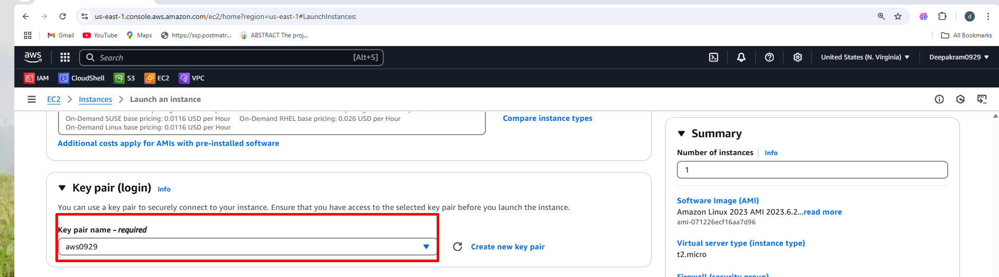 us-east-1.console.aws.amazon.com/ec2/home?region=us-east-1#LaunchInstances:
d
Gmail
YouTube
Maps
https://ssp.postmatr...
ABSTRACT The proj...
All Bookmarks
aws
Search
[Alt+S]
United States (N. Virginia)
Deepakram0929
IAM
CloudShell
S3
EC2
VPC
EC2 > Instances > Launch an instance
On-Demand SUSE base pricing: 0.0116 USD per Hour On-Demand RHEL base pricing: 0.026 USD per Hour
On-Demand Linux base pricing: 0.0116 USD per Hour
Compare instance types
Additional costs apply for AMIs with pre-installed software
Key pair (login) Info
You can use a key pair to securely connect to your instance. Ensure that you have access to the selected key pair before you launch the instance.
Key pair name - required
aws0929
Create new key pair
Summary
Number of instances Info
1
Software Image (AMI)
Amazon Linux 2023 AMI 2023.6.2...read more
ami-071226ecf16aa7d96
Virtual server type (instance type)
t2.micro
Firewall (security group)